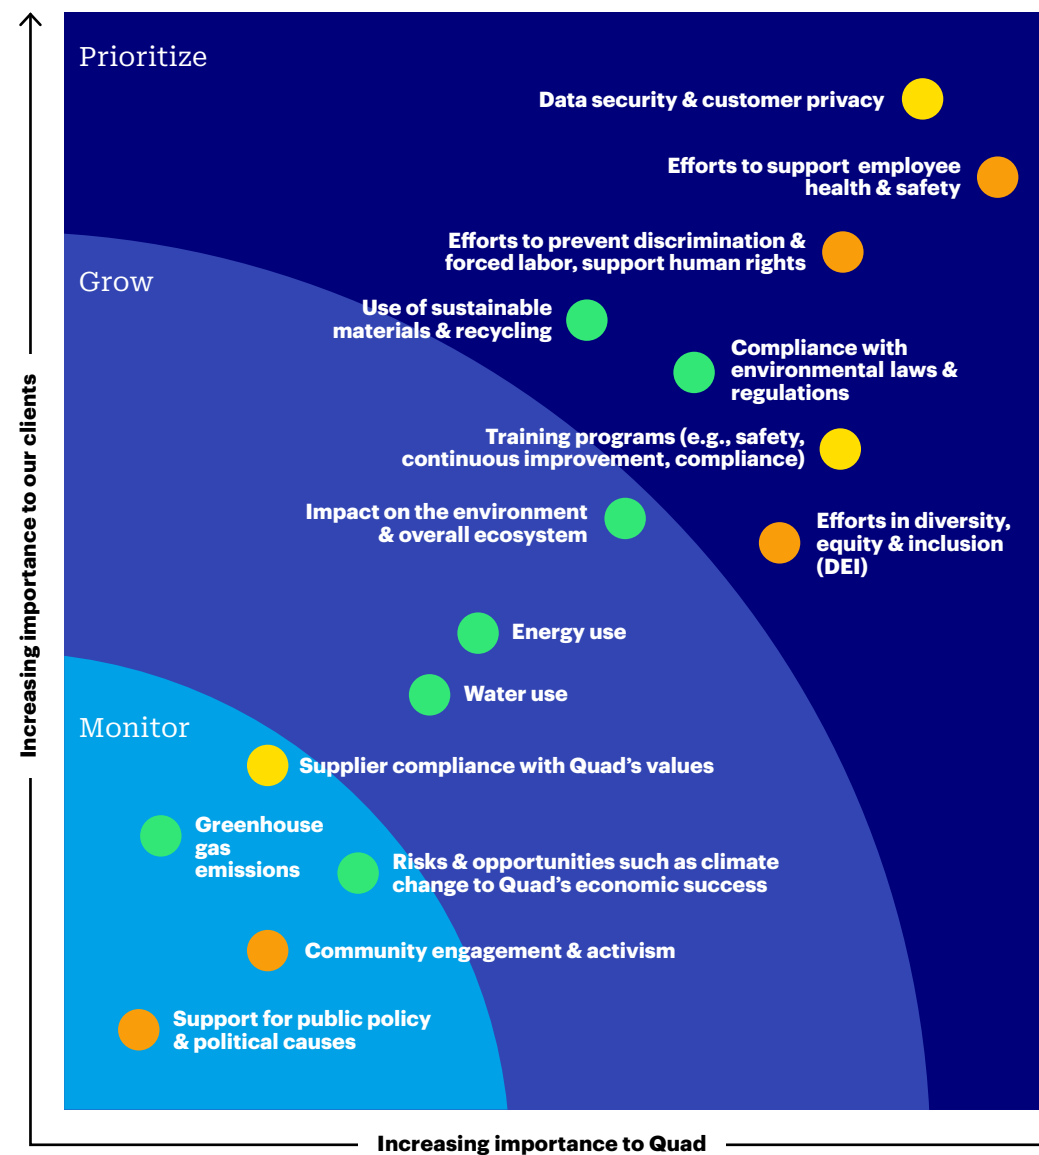 Prioritize
Data security & customer privacy
Efforts to support employee
health & safety
Efforts to prevent discrimination &
forced labor, support human rights
Grow
Use of sustainable
materials & recycling
Compliance with
environmental laws &
regulations
Training programs (e.g., safety,
continuous improvement, compliance)
Impact on the environment
& overall ecosystem
Efforts in diversity,
equity & inclusion
(DEI)
Energy use
Water use
Monitor
Supplier compliance with Quad’s values
Greenhouse
gas
emissions
Risks & opportunities such as climate
change to Quad’s economic success
Community engagement & activism
Support for public policy
& political causes
Increasing importance to our clients
Increasing importance to Quad